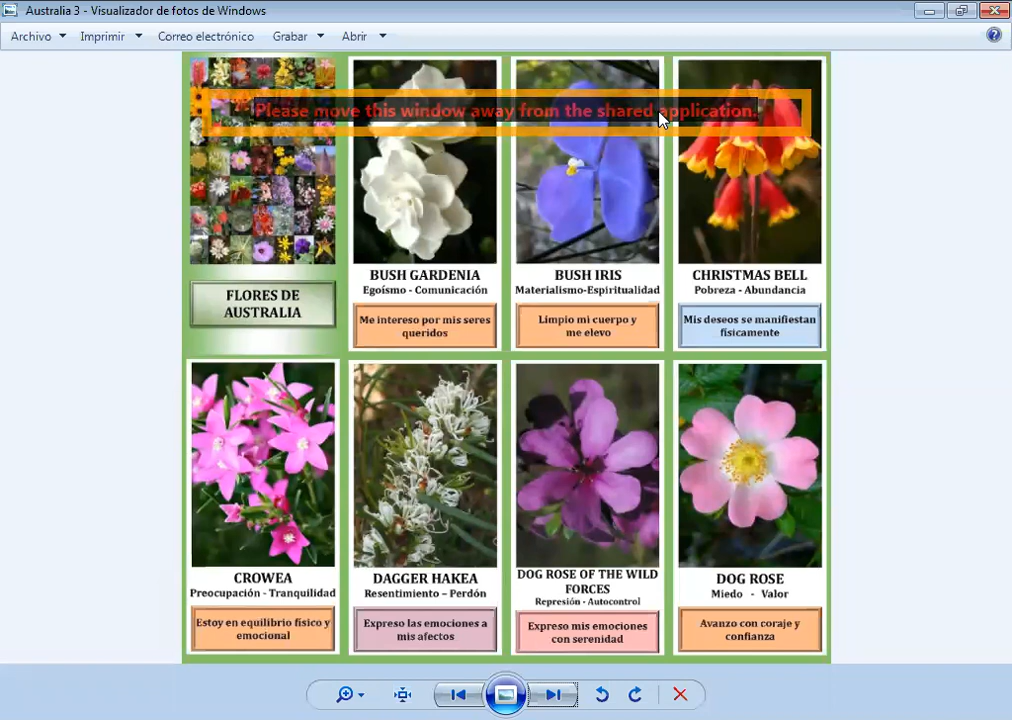 Australia 3 - Visualizador de fotos de Windows
Archivo Imprimir Correo electrónico Grabar Abrir
Please move this window away from the shared application.
FLORES DE
AUSTRALIA
BUSH GARDENIA
Egoísmo - Comunicación
Me intereso por mis seres
queridos
BUSH IRIS
Materialismo-Espiritualidad
Limpio mi cuerpo y
me elevo
CHRISTMAS BELL
Pobreza - Abundancia
Mis deseos se manifiestan
físicamente
CROWEA
Preocupación - Tranquilidad
Estoy en equilibrio físico y
emocional
DAGGER HAKEA
Resentimiento – Perdón
Expreso las emociones a
mis afectos
DOG ROSE OF THE WILD
FORCES
Represión - Autocontrol
Expreso mis emociones
con serenidad
DOG ROSE
Miedo - Valor
Avanzo con coraje y
confianza